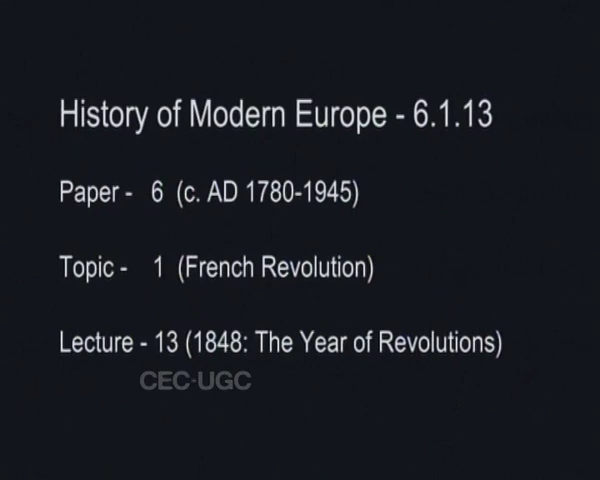 History of Modern Europe - 6.1.13
Paper - 6 (c. AD 1780-1945)
Topic - 1 (French Revolution)
Lecture - 13 (1848: The Year of Revolutions)
CEC-UGC